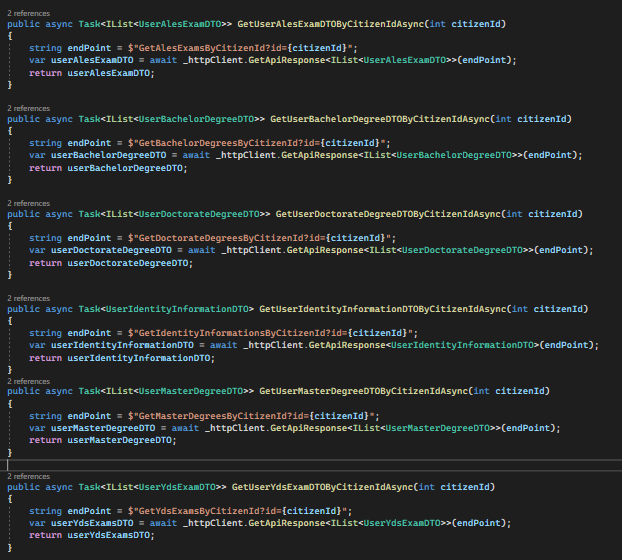 2 references
public async Task<IList<UserAlesExamDTO>> GetUserAlesExamDTOByCitizenIdAsync(int citizenId)
{
string endPoint = $"GetAlesExamsByCitizenId?id={citizenId}";
var userAlesExamDTO = await _httpClient.GetApiResponse<IList<UserAlesExamDTO>>(endPoint);
return userAlesExamDTO;
}
2 references
public async Task<IList<UserBachelorDegreeDTO>> GetUserBachelorDegreeDTOByCitizenIdAsync(int citizenId)
{
string endPoint = $"GetBachelorDegreesByCitizenId?id={citizenId}";
var userBachelorDegreeDTO = await _httpClient.GetApiResponse<IList<UserBachelorDegreeDTO>>(endPoint);
return userBachelorDegreeDTO;
}
2 references
public async Task<IList<UserDoctorateDegreeDTO>> GetUserDoctorateDegreeDTOByCitizenIdAsync(int citizenId)
{
string endPoint = $"GetDoctorateDegreesByCitizenId?id={citizenId}";
var userDoctorateDegreeDTO = await _httpClient.GetApiResponse<IList<UserDoctorateDegreeDTO>>(endPoint);
return userDoctorateDegreeDTO;
}
2 references
public async Task<UserIdentityInformationDTO> GetUserIdentityInformationDTOByCitizenIdAsync(int citizenId)
{
string endPoint = $"GetIdentityInformationsByCitizenId?id={citizenId}";
var userIdentityInformationDTO = await _httpClient.GetApiResponse<UserIdentityInformationDTO>(endPoint);
return userIdentityInformationDTO;
}
2 references
public async Task<IList<UserMasterDegreeDTO>> GetUserMasterDegreeDTOByCitizenIdAsync(int citizenId)
{
string endPoint = $"GetMasterDegreesByCitizenId?id={citizenId}";
var userMasterDegreeDTO = await _httpClient.GetApiResponse<IList<UserMasterDegreeDTO>>(endPoint);
return userMasterDegreeDTO;
}
2 references
public async Task<IList<UserYdsExamDTO>> GetUserYdsExamDTOByCitizenIdAsync(int citizenId)
{
string endPoint = $"GetYdsExamsByCitizenId?id={citizenId}";
var userYdsExamsDTO = await _httpClient.GetApiResponse<IList<UserYdsExamDTO>>(endPoint);
return userYdsExamsDTO;
}